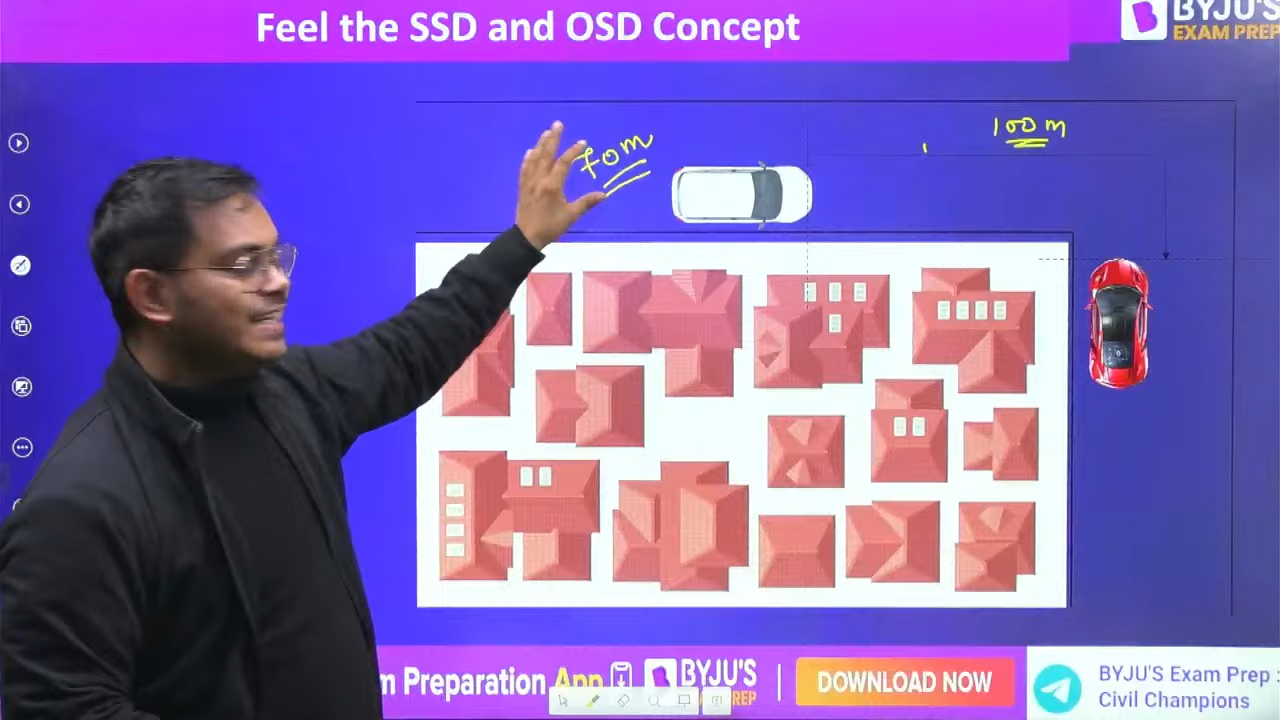 Feel the SSD and OSD Concept
BYJU'S
EXAM PREP
70m
100 m
m Preparation App
BYJU'S
DOWNLOAD NOW
BYJU'S Exam Prep :
Civil Champions